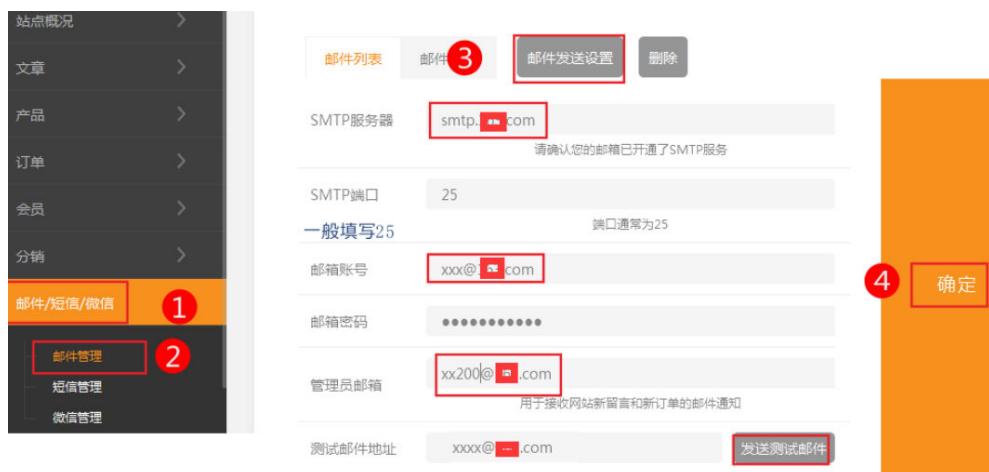 站点概况
文章
产品
订单
会员
分销
邮件/短信/微信 1
邮件管理 2
短信管理
微信管理
邮件列表 邮件 3 邮件发送设置 删除
SMTP服务器 smtp. com
请确认您的邮箱已开通了SMTP服务
SMTP端口 25
一般填写25 端口通常为25
邮箱账号 xxx@ com
邮箱密码 ●●●●●●●●●●●
管理员邮箱 xx200@ .com
用于接收网站新留言和新订单的邮件通知
测试邮件地址 xxxx@ .com 发送测试邮件
4 确定